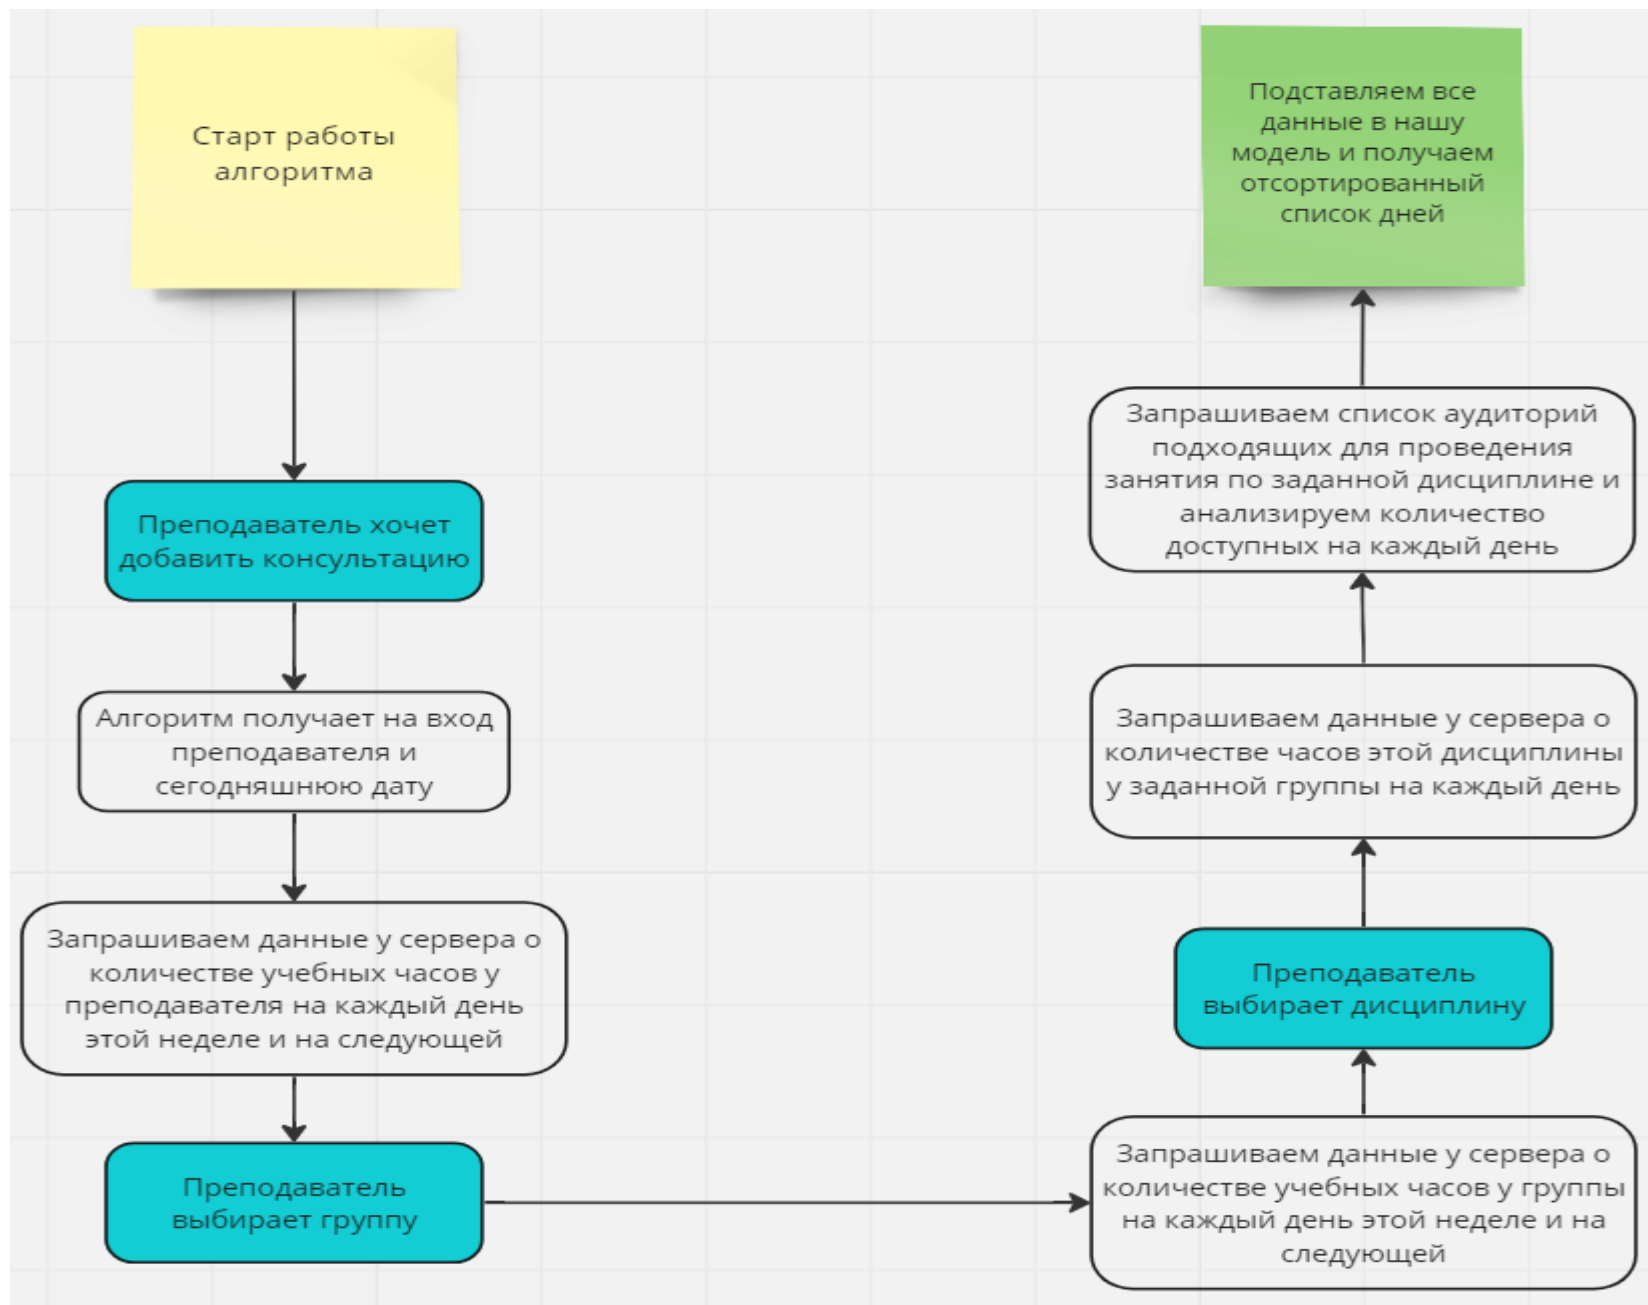 Старт работы
алгоритма
Преподаватель хочет
добавить консультацию
Алгоритм получает на вход
преподавателя и
сегодняшнюю дату
Запрашиваем данные у сервера о
количестве учебных часов у
преподавателя на каждый день
этой неделе и на следующей
Преподаватель
выбирает группу
Запрашиваем данные у сервера о
количестве учебных часов у группы
на каждый день этой неделе и на
следующей
Преподаватель
выбирает дисциплину
Запрашиваем данные у сервера о
количестве часов этой дисциплины
у заданной группы на каждый день
Запрашиваем список аудиторий
подходящих для проведения
занятия по заданной дисциплине и
анализируем количество
доступных на каждый день
Подставляем все
данные в нашу
модель и получаем
отсортированный
список дней